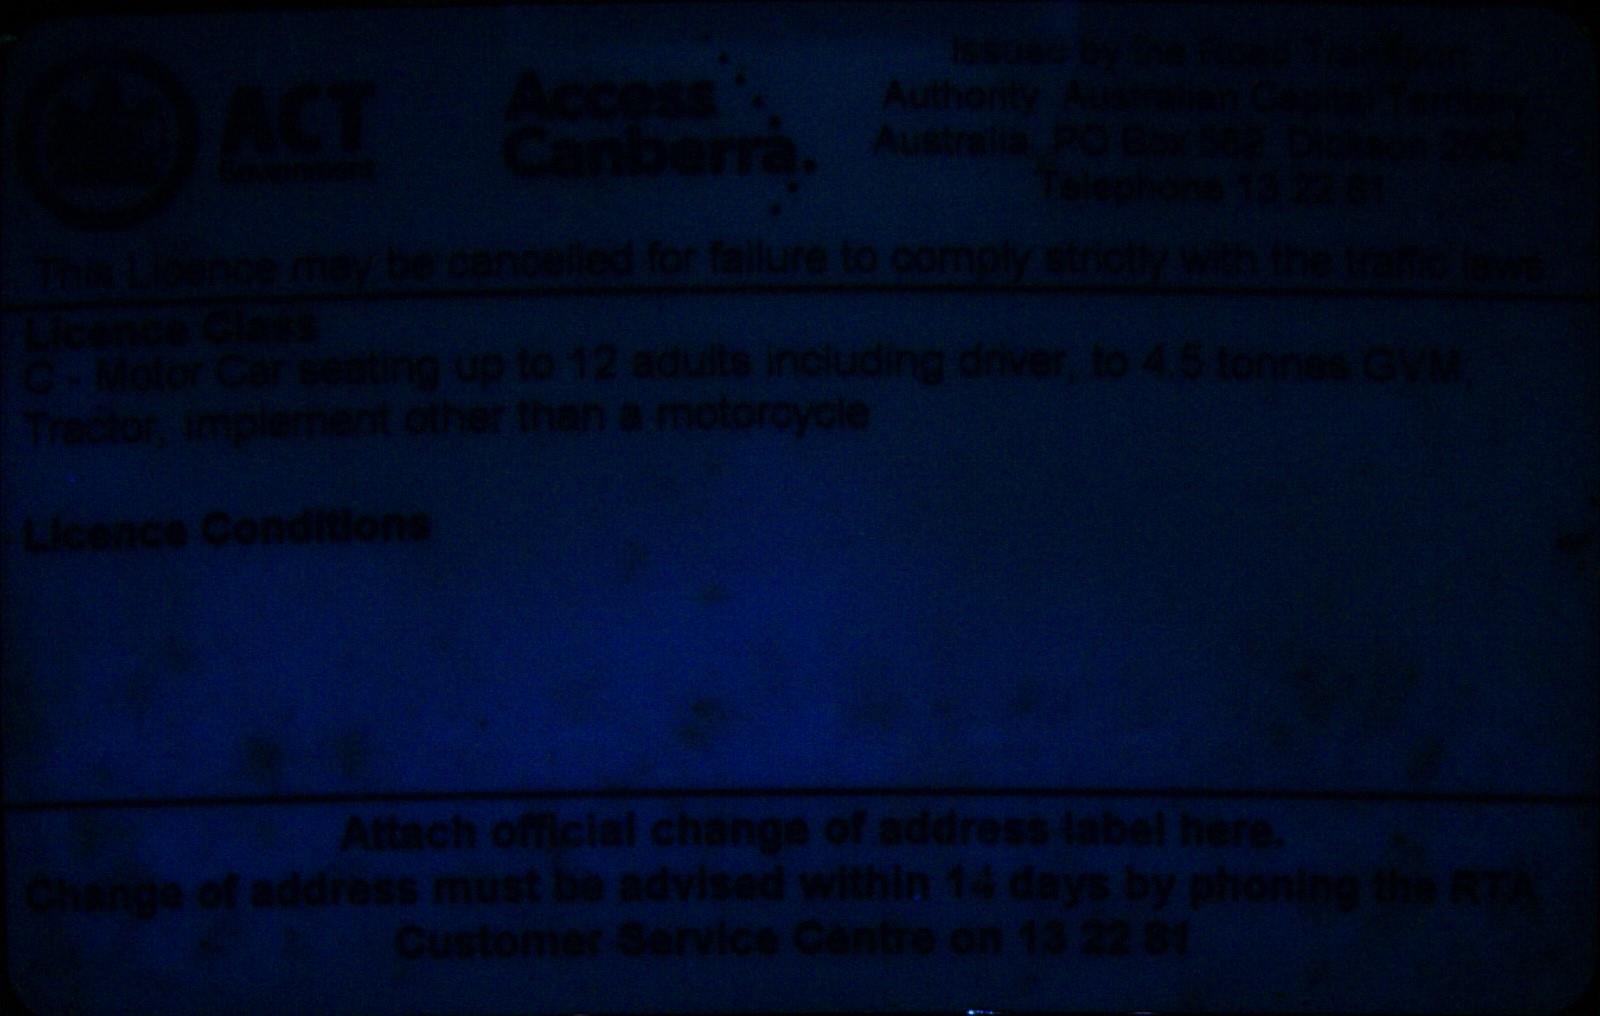 ACT
Government
Access
Canberra.
Issued by the Road Transport
Authority Australian Capital Territory
Australia PO Box 582 Dickson 2602
Telephone 13 22 81
This Licence may be cancelled for failure to comply strictly with the traffic laws
Licence Class
C - Motor Car seating up to 12 adults including driver, to 4.5 tonnes GVM,
Tractor, implement other than a motorcycle
Licence Conditions
Attach official change of address label here.
Change of address must be advised within 14 days by phoning the RTA
Customer Service Centre on 13 22 81